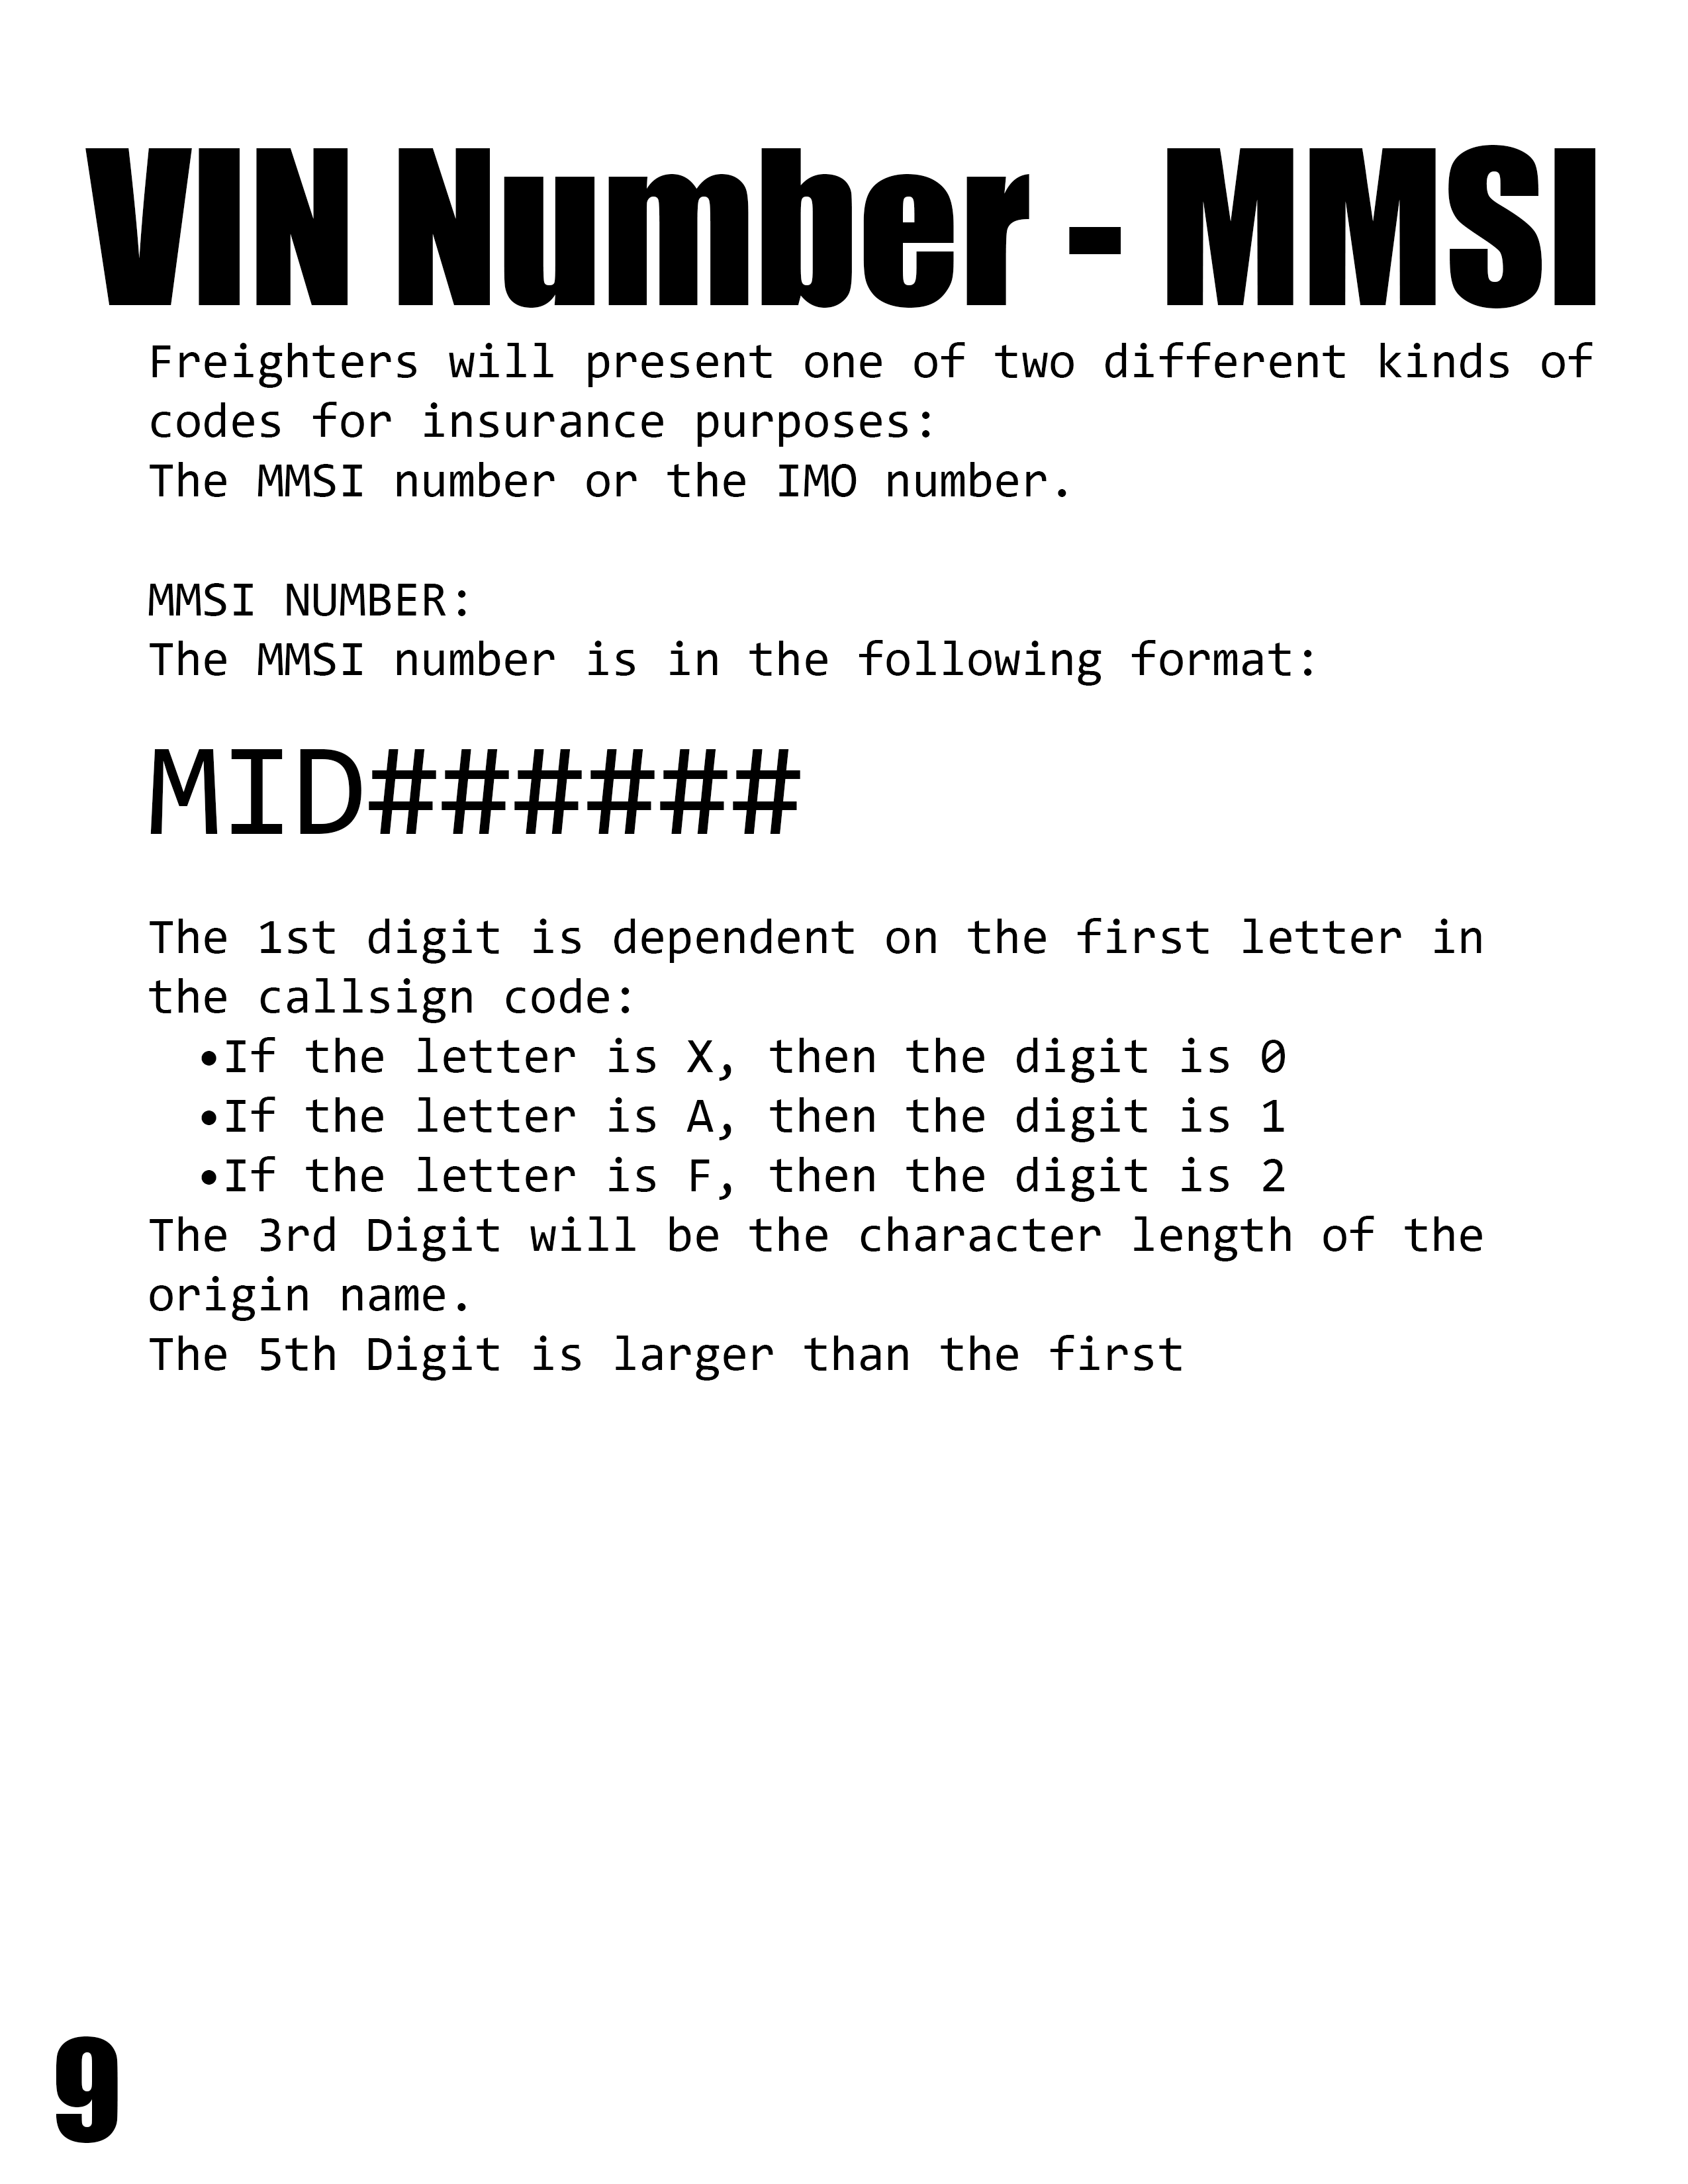 VIN Number - MMSI
Freighters will present one of two different kinds of
codes for insurance purposes:
The MMSI number or the IMO number.
MMSI NUMBER:
The MMSI number is in the following format:
MID######
The 1st digit is dependent on the first letter in
the callsign code:
•If the letter is X, then the digit is 0
•If the letter is A, then the digit is 1
•If the letter is F, then the digit is 2
The 3rd Digit will be the character length of the
origin name.
The 5th Digit is larger than the first
9